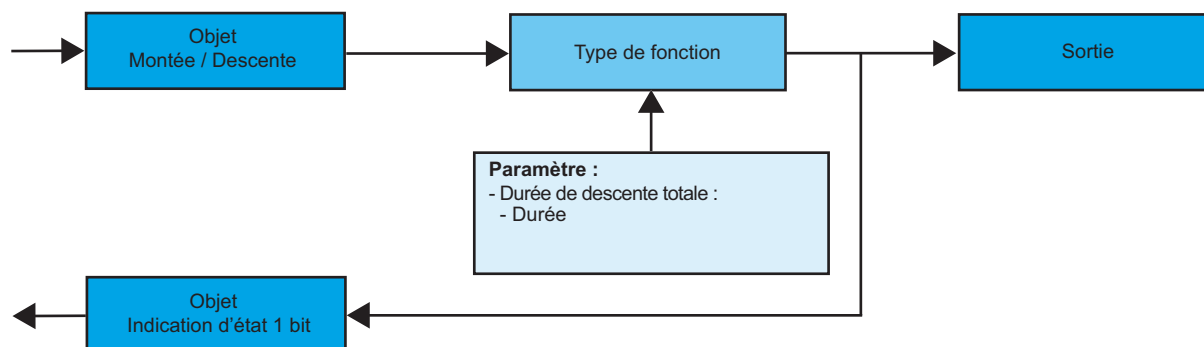 Objet
Montée / Descente
Type de fonction
Sortie
Paramètre :
- Durée de descente totale :
- Durée
Objet
Indication d'état 1 bit